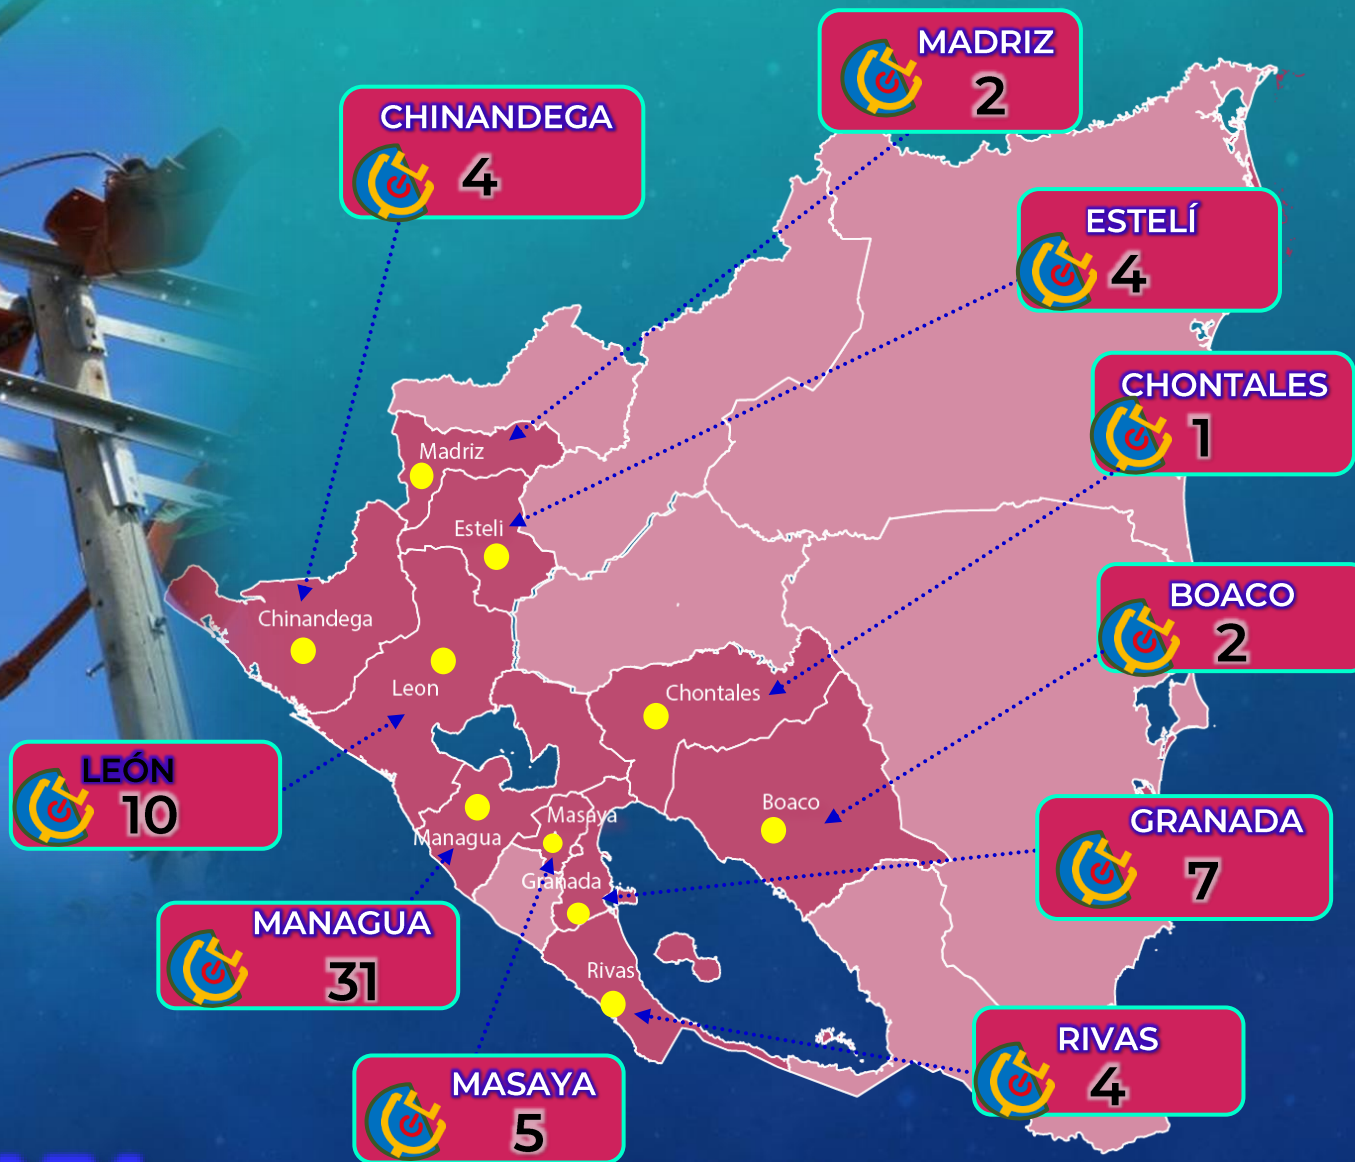 MADRIZ
2
CHINANDEGA
4
ESTELÍ
4
CHONTALES
1
Madriz
Esteli
BOACO
2
Chinandega
Leon
Chontales
LEÓN
10
Boaco
Masaya
Managua
GRANADA
7
Granada
MANAGUA
31
Rivas
RIVAS
4
MASAYA
5